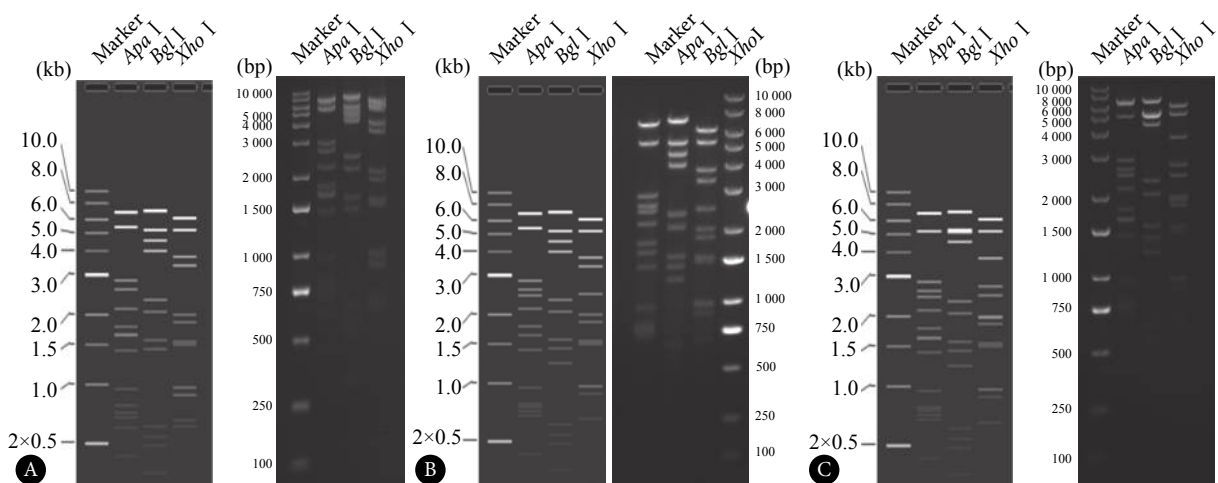 Marker
Apa I
Bgl I
Xho I
(kb)
10.0
8.0
6.0
5.0
4.0
3.0
2.0
1.5
1.0
2×0.5
A
Marker
Apa I
Bgl I
Xho I
(bp)
10 000
5 000
4 000
3 000
2 000
1 500
1 000
750
500
250
100
Marker
Apa I
Bgl I
Xho I
(kb)
10.0
8.0
6.0
5.0
4.0
3.0
2.0
1.5
1.0
2×0.5
B
Marker
Apa I
Bgl I
XhoI
(bp)
10 000
8 000
6 000
5 000
4 000
3 000
2 000
1 500
1 000
750
500
250
100
Marker
Apa I
Bgl I
Xho I
(kb)
10.0
8.0
6.0
5.0
4.0
3.0
2.0
1.5
1.0
2×0.5
C
Marker
Apa I
Bgl I
Xho I
(bp)
10 000
8 000
6 000
5 000
4 000
3 000
2 000
1 500
1 000
750
500
250
100